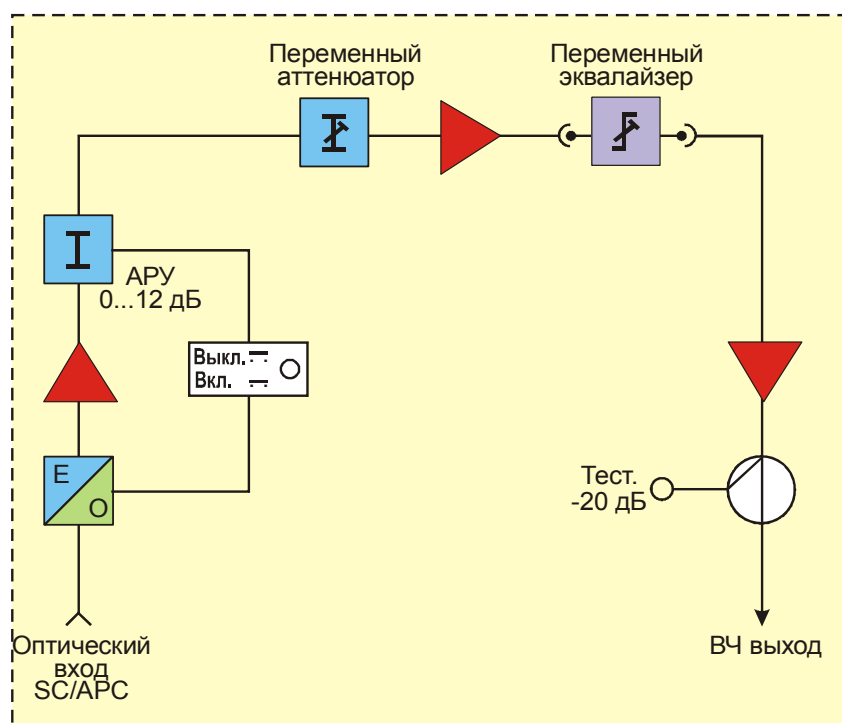 Переменный
аттенюатор
Переменный
эквалайзер
АРУ
0...12 дБ
Выкл.
Вкл.
E
O
Тест.
-20 дБ
Оптический
вход
SC/APC
ВЧ выход